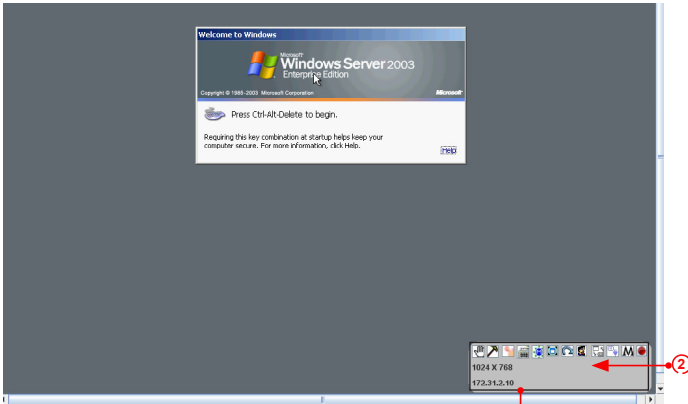 Welcome to Windows
Microsoft
Windows Server 2003
Enterprise Edition
Copyright © 1985-2003 Microsoft Corporation
Microsoft
Press Ctrl-Alt-Delete to begin.
Requiring this key combination at startup helps keep your
computer secure. For more information, click Help.
Help
M
1024 X 768
172.31.2.10
2